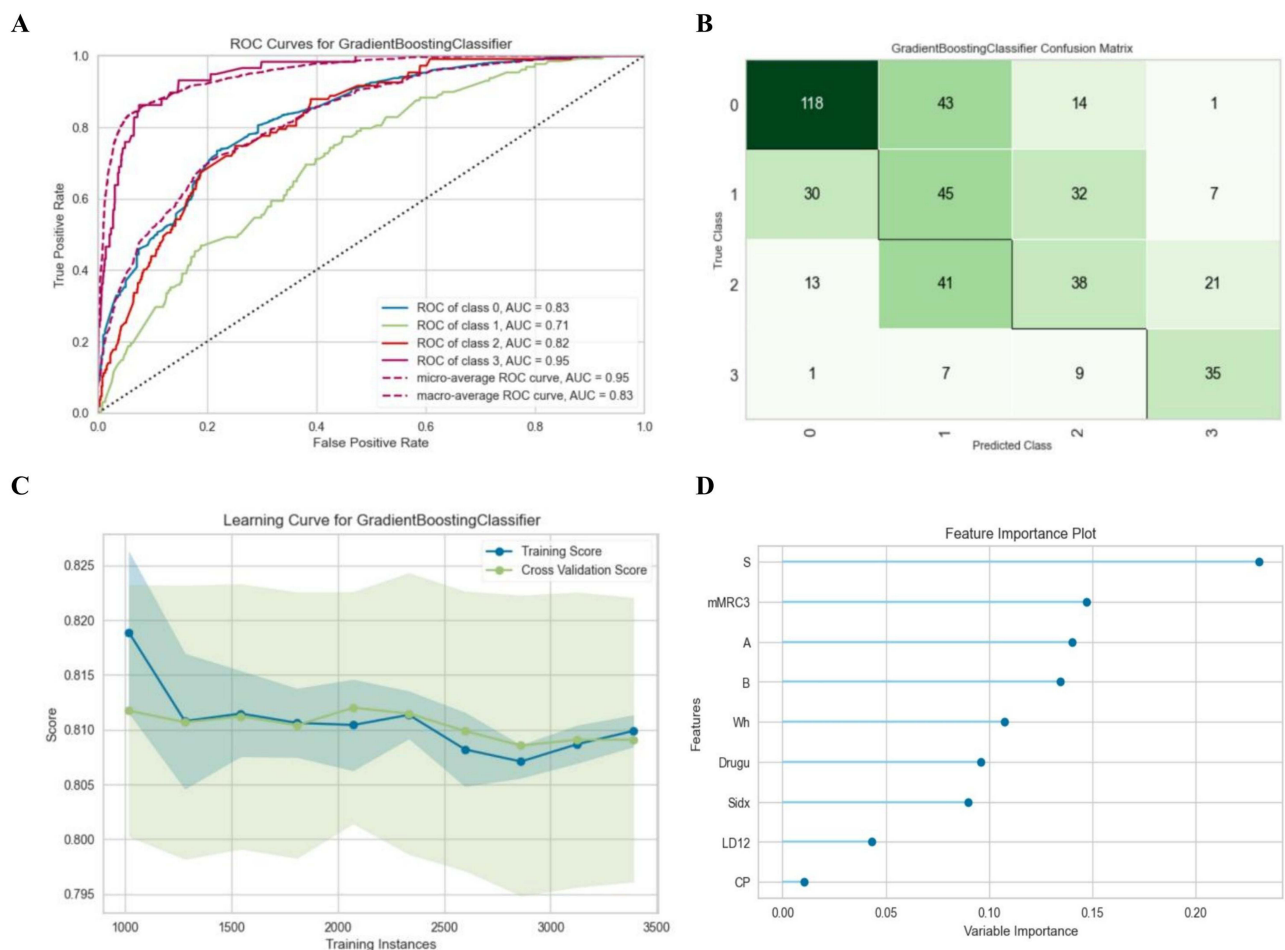 A
ROC Curves for GradientBoostingClassifier
1.0
0.8
0.6
0.4
0.2
0.0
True Positive Rate
ROC of class 0, AUC = 0.83
ROC of class 1, AUC = 0.71
ROC of class 2, AUC = 0.82
ROC of class 3, AUC = 0.95
micro-average ROC curve, AUC = 0.95
macro-average ROC curve, AUC = 0.83
0.0 0.2 0.4 0.6 0.8 1.0
False Positive Rate
B
GradientBoostingClassifier Confusion Matrix
True Class
0 118 43 14 1
1 30 45 32 7
2 13 41 38 21
3 1 7 9 35
0 1 2 3
Predicted Class
C
Learning Curve for GradientBoostingClassifier
Training Score
Cross Validation Score
0.825
0.820
0.815
0.810
0.805
0.800
0.795
Score
1000 1500 2000 2500 3000 3500
Training Instances
D
Feature Importance Plot
Features
S
mMRC3
A
B
Wh
Drugu
Sidx
LD12
CP
0.00 0.05 0.10 0.15 0.20
Variable Importance